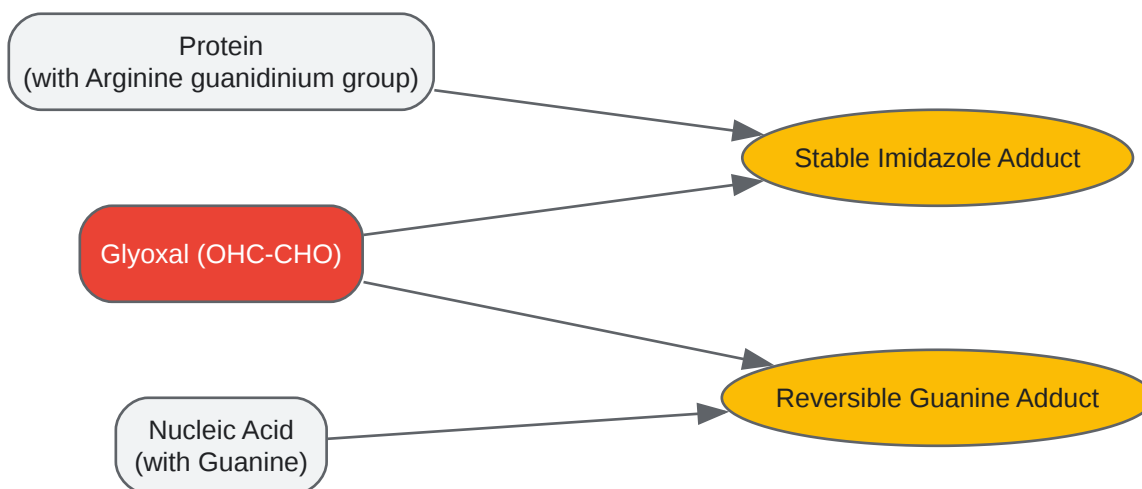 Protein
(with Arginine guanidinium group)
Stable Imidazole Adduct
Glyoxal (OHC-CHO)
Reversible Guanine Adduct
Nucleic Acid
(with Guanine)